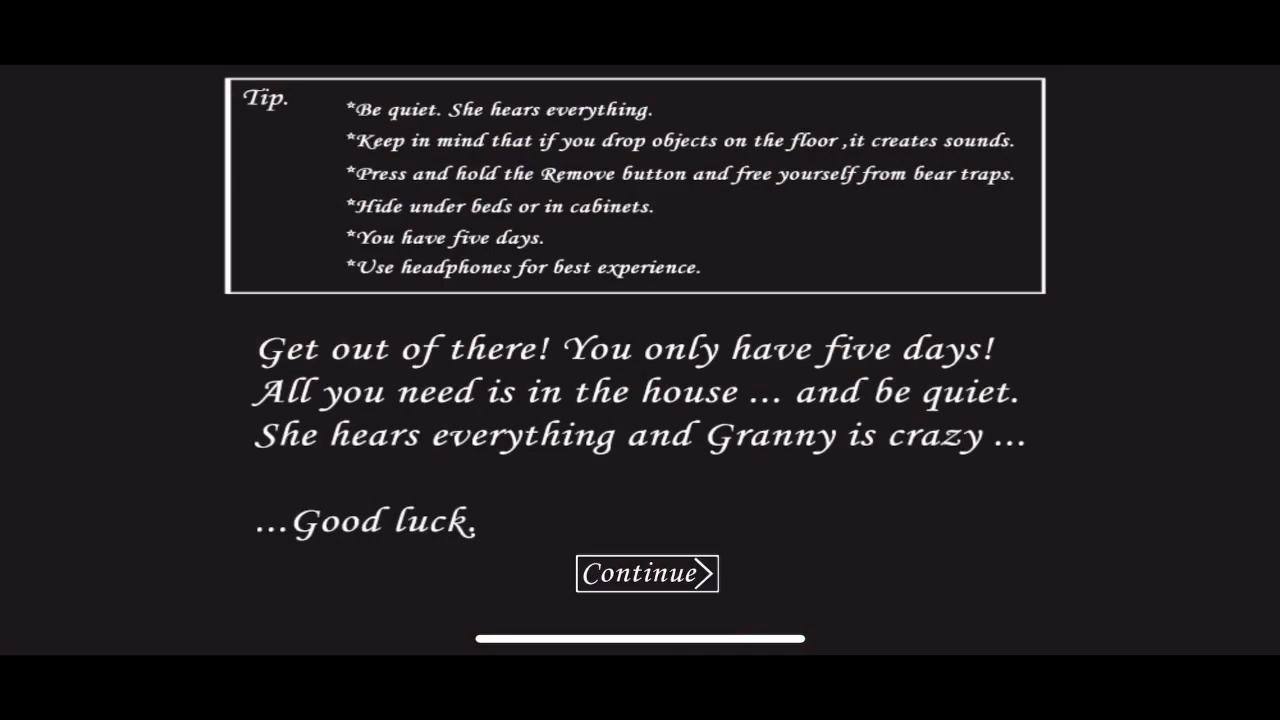 Tip.
*Be quiet. She hears everything.
*Keep in mind that if you drop objects on the floor ,it creates sounds.
*Press and hold the Remove button and free yourself from bear traps.
*Hide under beds or in cabinets.
*You have five days.
*Use headphones for best experience.
Get out of there! You only have five days!
All you need is in the house ... and be quiet.
She hears everything and Granny is crazy ...
...Good luck.
Continue